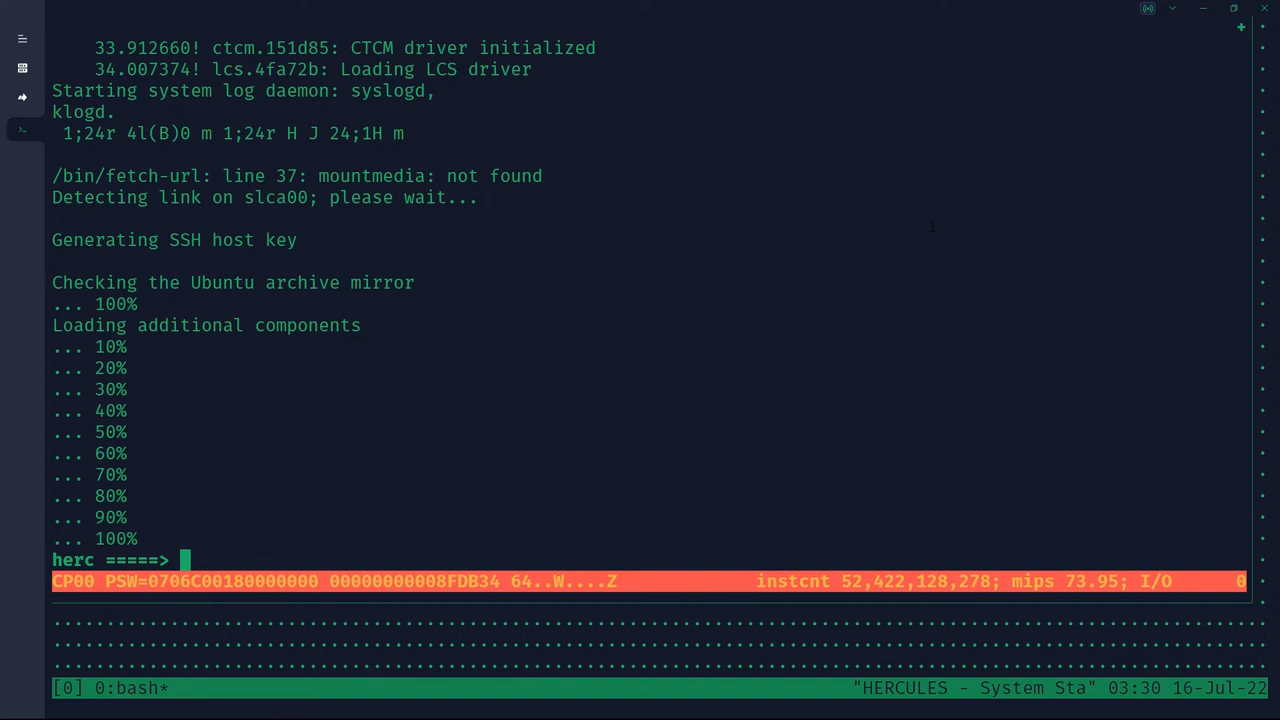 33.912660! ctcm.151d85: CTCM driver initialized
34.007374! lcs.4fa72b: Loading LCS driver
Starting system log daemon: syslogd,
klogd.
1;24r 4l(B)0 m 1;24r H J 24;1H m
/bin/fetch-url: line 37: mountmedia: not found
Detecting link on slca00; please wait...
Generating SSH host key
Checking the Ubuntu archive mirror
... 100%
Loading additional components
... 10%
... 20%
... 30%
... 40%
... 50%
... 60%
... 70%
... 80%
... 90%
... 100%
herc =====>
CP00 PSW=0706C00180000000 00000000008FDB34 64..W....Z instcnt 52,422,128,278; mips 73.95; I/O 0
[0] 0:bash* "HERCULES - System Sta" 03:30 16-Jul-22